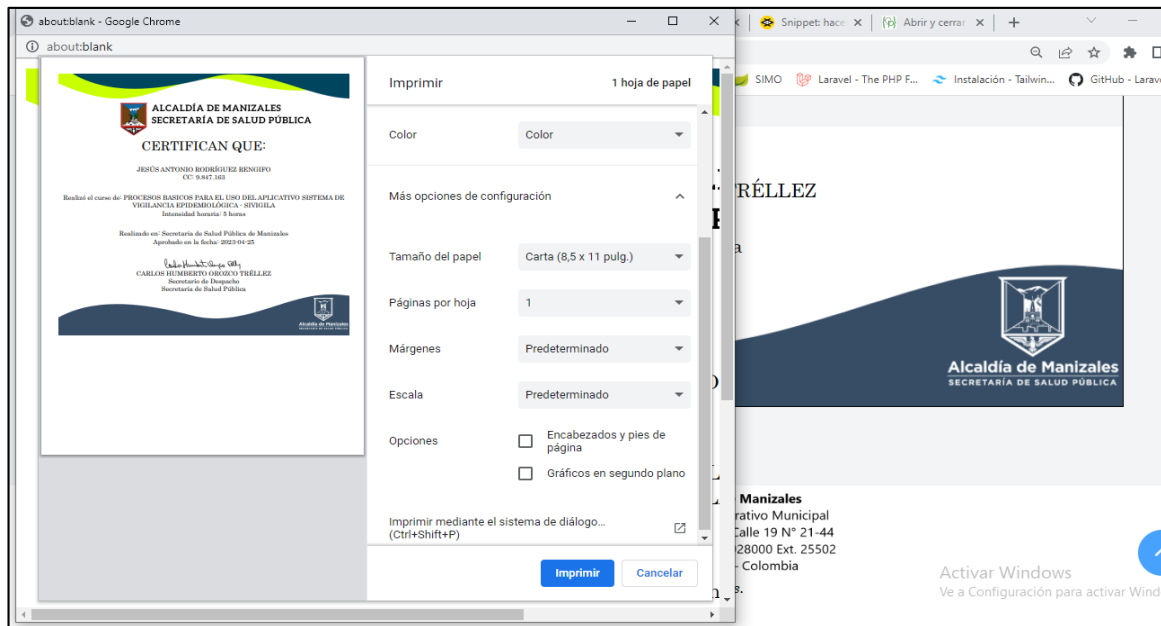 about:blank - Google Chrome
about:blank
Snippet: hace
Abrir y cerrar
SIMO
Laravel - The PHP F...
Instalación - Tailwin...
GitHub - Larave
ALCALDÍA DE MANIZALES
SECRETARÍA DE SALUD PÚBLICA
CERTIFICAN QUE:
JESÚS ANTONIO RODRÍGUEZ RENGIFO
CC: 9.847.163
Realizó el curso de: PROCESOS BASICOS PARA EL USO DEL APLICATIVO SISTEMA DE
VIGILANCIA EPIDEMIOLÓGICA - SIVIGILA
Intensidad horaria: 5 horas
Realizado en: Secretaría de Salud Pública de Manizales
Aprobado en la fecha: 2023-04-25
CARLOS HUMBERTO OROZCO TRÉLLEZ
Secretario de Despacho
Secretaría de Salud Pública
Alcaldía de Manizales
Imprimir
1 hoja de papel
Color
Color
Más opciones de configuración
Tamaño del papel
Carta (8,5 x 11 pulg.)
Páginas por hoja
1
Márgenes
Predeterminado
Escala
Predeterminado
Opciones
Encabezados y pies de
página
Gráficos en segundo plano
Imprimir mediante el sistema de diálogo...
(Ctrl+Shift+P)
Imprimir
Cancelar
RÉLLEZ
a
Alcaldía de Manizales
SECRETARÍA DE SALUD PÚBLICA
Manizales
rativo Municipal
Calle 19 N° 21-44
28000 Ext. 25502
- Colombia
s.
Activar Windows
Ve a Configuración para activar Wind